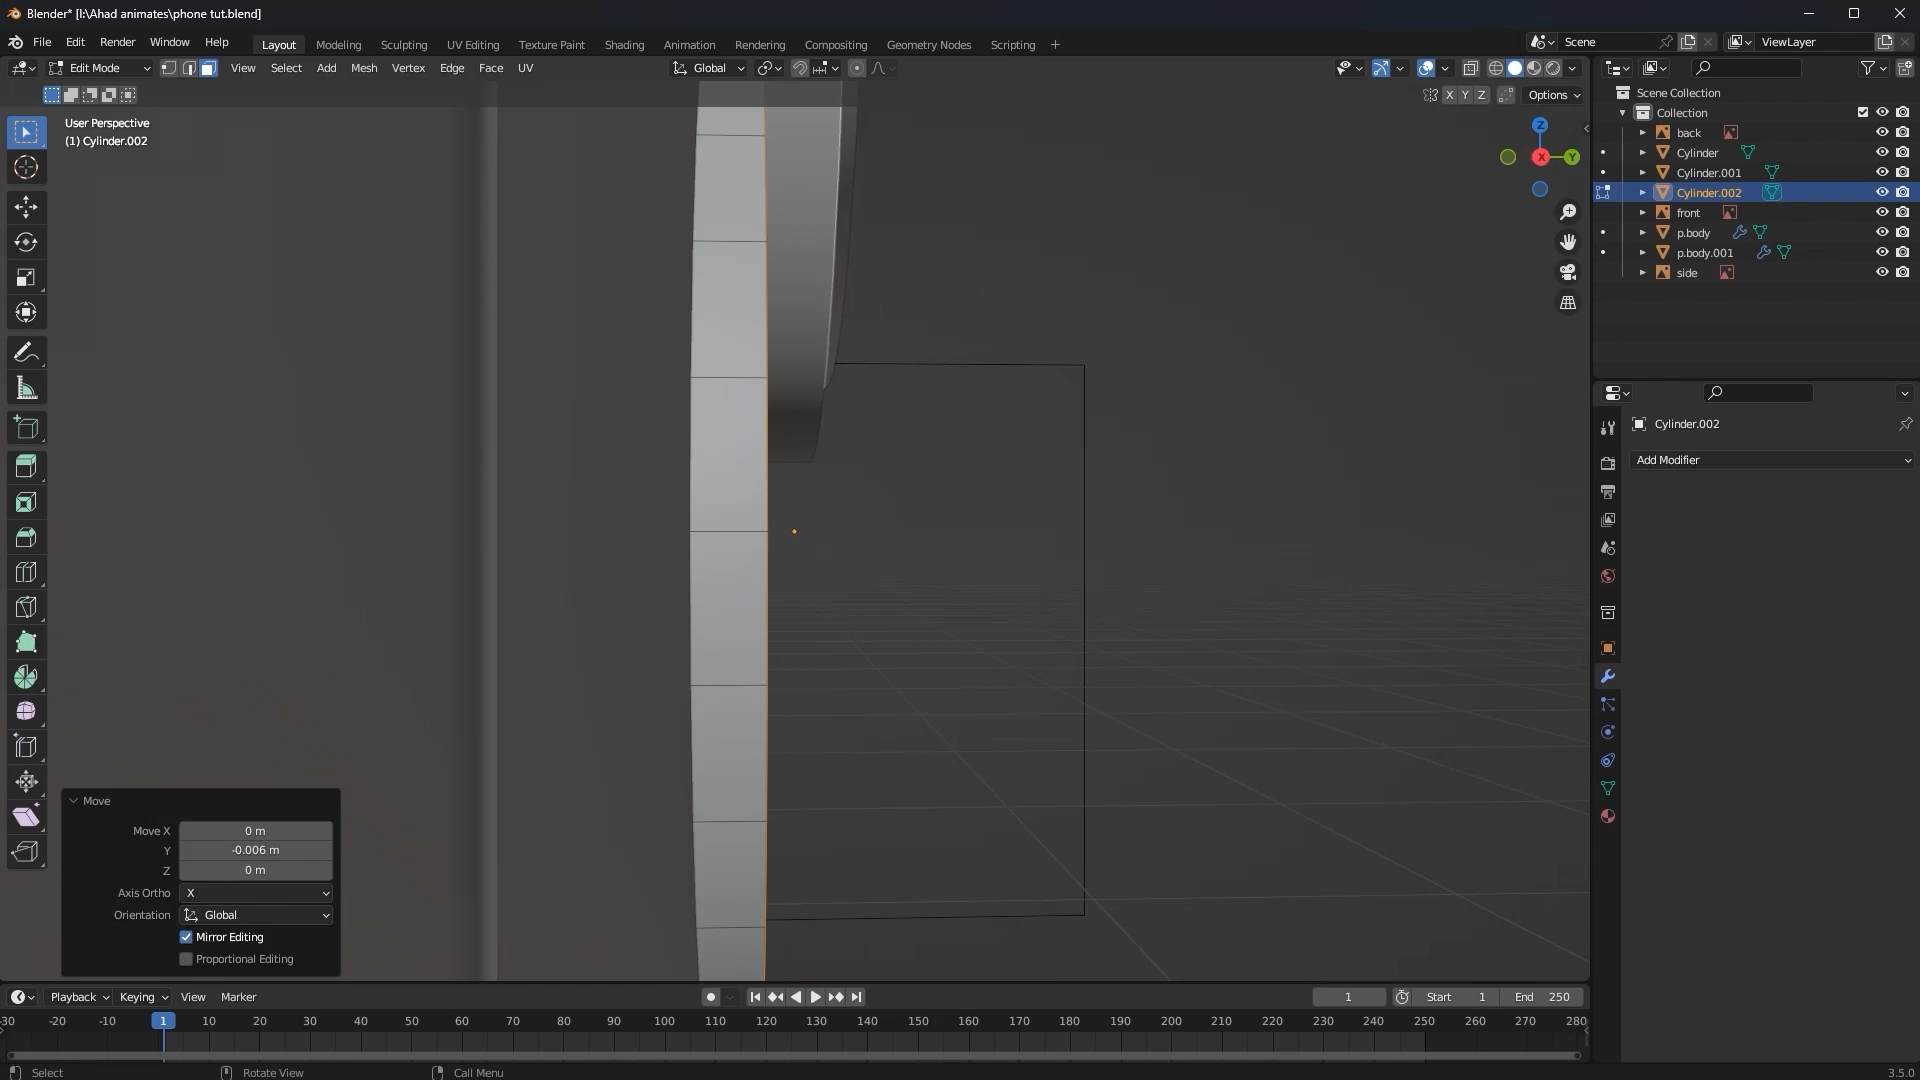 Blender* [I:\Ahad animates\phone tut.blend]
File Edit Render Window Help
Layout Modeling Sculpting UV Editing Texture Paint Shading Animation Rendering Compositing Geometry Nodes Scripting +
Scene
ViewLayer
Edit Mode View Select Add Mesh Vertex Edge Face UV
Global
X Y Z Options
User Perspective
(1) Cylinder.002
Z
X
Y
Scene Collection
Collection
back
Cylinder
Cylinder.001
Cylinder.002
front
p.body
p.body.001
side
Cylinder.002
Add Modifier
Move
Move X 0 m
Y -0.006 m
Z 0 m
Axis Ortho X
Orientation Global
Mirror Editing
Proportional Editing
Playback Keying View Marker
1 Start 1 End 250
-30 -20 -10 1 10 20 30 40 50 60 70 80 90 100 110 120 130 140 150 160 170 180 190 200 210 220 230 240 250 260 270 280
Select Rotate View Call Menu 3.5.0